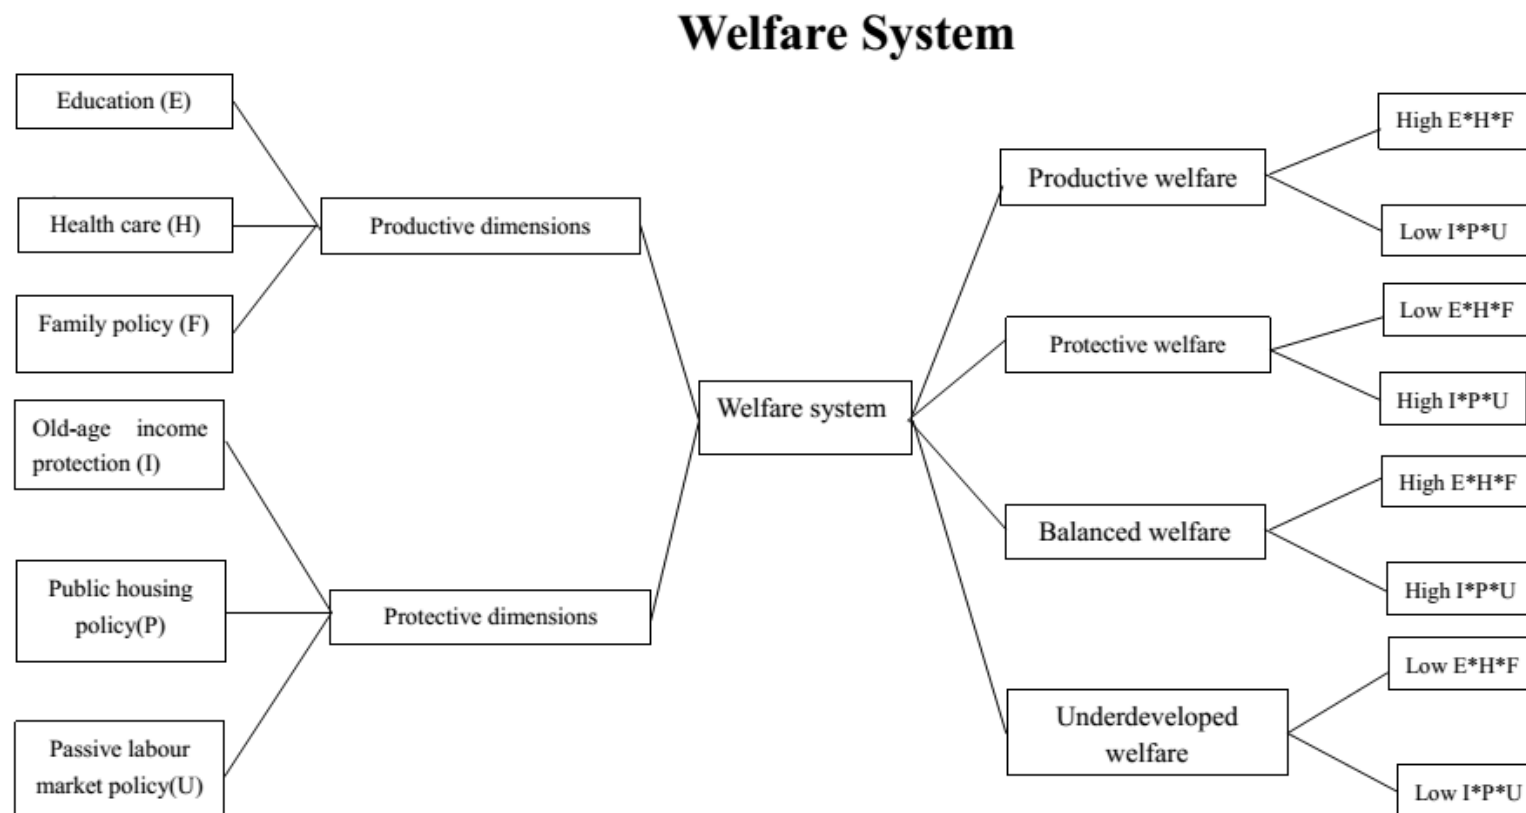 Welfare System
Education (E)
Health care (H)
Family policy (F)
Old-age income
protection (I)
Public housing
policy(P)
Passive labour
market policy(U)
Productive dimensions
Protective dimensions
Welfare system
Productive welfare
Protective welfare
Balanced welfare
Underdeveloped
welfare
High E*H*F
Low I*P*U
Low E*H*F
High I*P*U
High E*H*F
High I*P*U
Low E*H*F
Low I*P*U